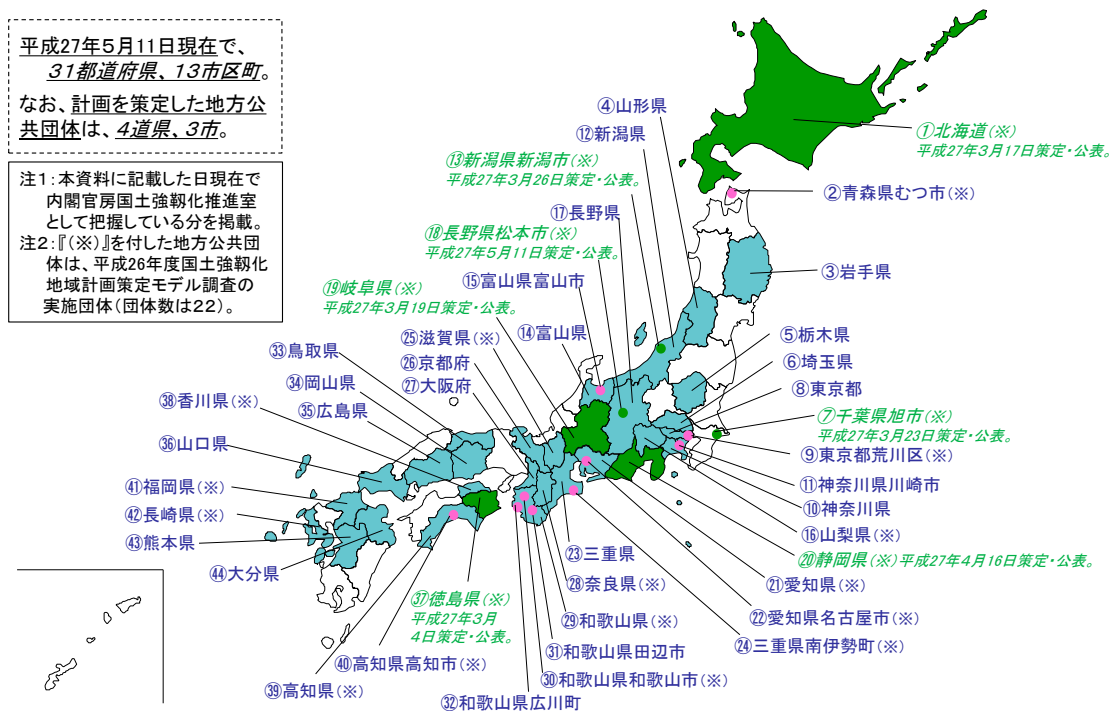 平成27年5月11日現在で、
31都道府県、13市区町。
なお、計画を策定した地方公
共団体は、4道県、3市。
注1：本資料に記載した日現在で
内閣官房国土強靱化推進室
として把握している分を掲載。
注2：『(※)』を付した地方公共団
体は、平成26年度国土強靱化
地域計画策定モデル調査の
実施団体(団体数は22)。
①北海道(※)
平成27年3月17日策定・公表。
②青森県むつ市(※)
③岩手県
④山形県
⑤栃木県
⑥埼玉県
⑦千葉県旭市(※)
平成27年3月23日策定・公表。
⑧東京都
⑨東京都荒川区(※)
⑩神奈川県
⑪神奈川県川崎市
⑫新潟県
⑬新潟県新潟市(※)
平成27年3月26日策定・公表。
⑭富山県
⑮富山県富山市
⑯山梨県(※)
⑰長野県
⑱長野県松本市(※)
平成27年5月11日策定・公表。
⑲岐阜県(※)
平成27年3月19日策定・公表。
⑳静岡県(※)平成27年4月16日策定・公表。
㉑愛知県(※)
㉒愛知県名古屋市(※)
㉓三重県
㉔三重県南伊勢町(※)
㉕滋賀県(※)
㉖京都府
㉗大阪府
㉘奈良県(※)
㉙和歌山県(※)
㉚和歌山県和歌山市(※)
㉛和歌山県田辺市
㉜和歌山県広川町
㉝鳥取県
㉞岡山県
㉟広島県
㊱山口県
㊲徳島県(※)
平成27年3月
4日策定・公表。
㊳香川県(※)
㊴高知県(※)
㊵高知県高知市(※)
㊶福岡県(※)
㊷長崎県(※)
㊸熊本県
㊹大分県